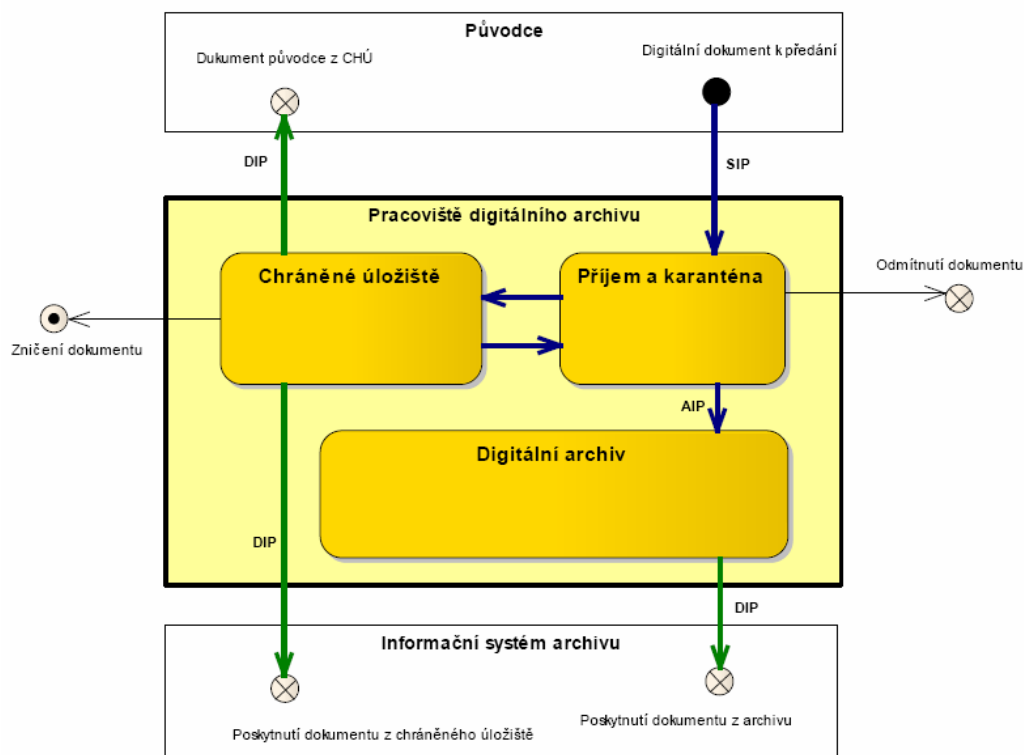 Původce
Dukument původce z CHÚ
Digitální dokument k předání
DIP
SIP
Pracoviště digitálního archivu
Chráněné úložiště
Příjem a karanténa
Odmítnutí dokumentu
Zničení dokumentu
AIP
Digitální archiv
DIP
DIP
Informační systém archivu
Poskytnutí dokumentu z chráněného úložiště
Poskytnutí dokumentu z archivu